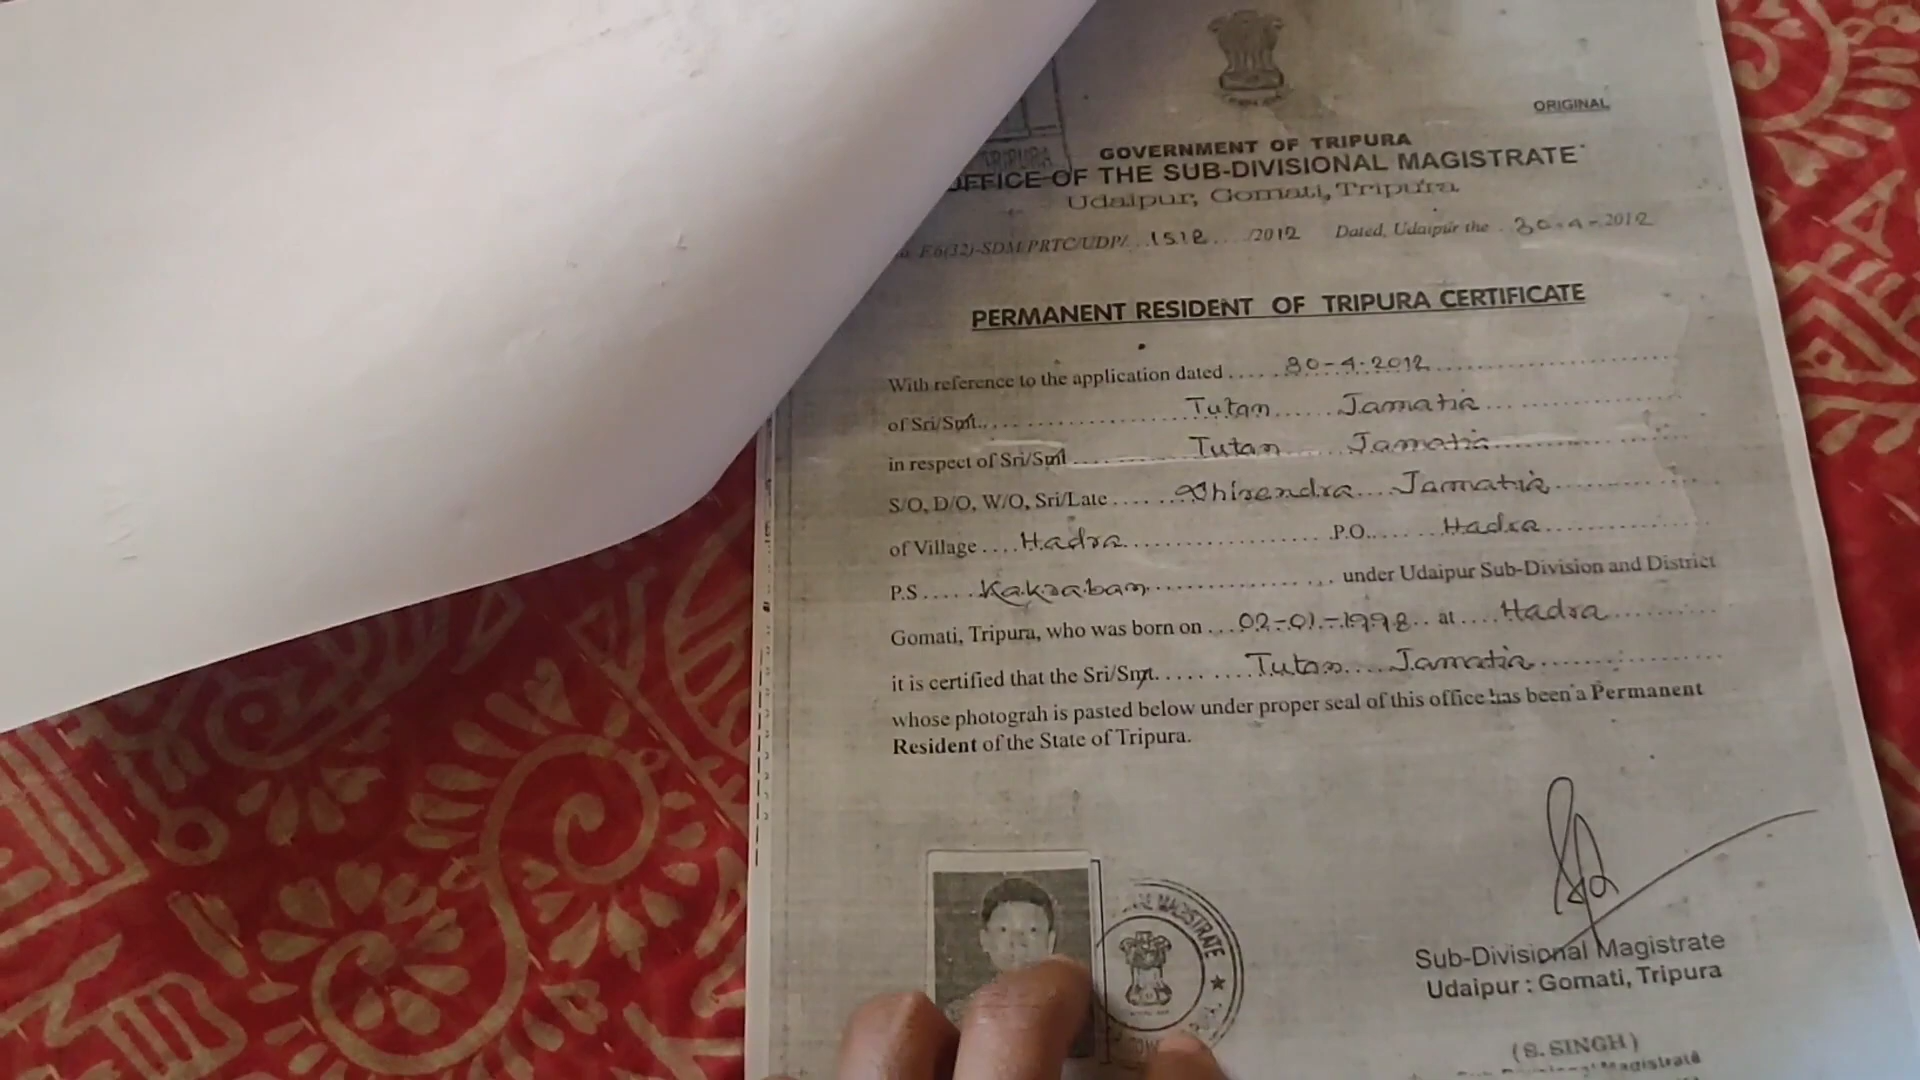 ORIGINAL
TRIPURA
GOVERNMENT OF TRIPURA
OFFICE OF THE SUB-DIVISIONAL MAGISTRATE
Udaipur, Gomati, Tripura
F.6(32)-SDM/PRTC/UDP/. 1512 /2012 Dated, Udaipur the . 30-4-2012
PERMANENT RESIDENT OF TRIPURA CERTIFICATE
With reference to the application dated .... 30-4-2012
of Sri/Smt.... Tutan Jamatia
in respect of Sri/Smt .... Tutan Jamatia
S/O, D/O, W/O, Sri/Late .... Dhirendra Jamatia
of Village .... Hadra P.O. .... Hadra
P.S .... Kakraban .... under Udaipur Sub-Division and District
Gomati, Tripura, who was born on ... 02-01-1998 .. at .... Hadra
it is certified that the Sri/Smt. .... Tutan Jamatia
whose photograh is pasted below under proper seal of this office has been a Permanent
Resident of the State of Tripura.
MAGISTRATE
Sub-Divisional Magistrate
Udaipur : Gomati, Tripura
(S. SINGH)
Magistrate